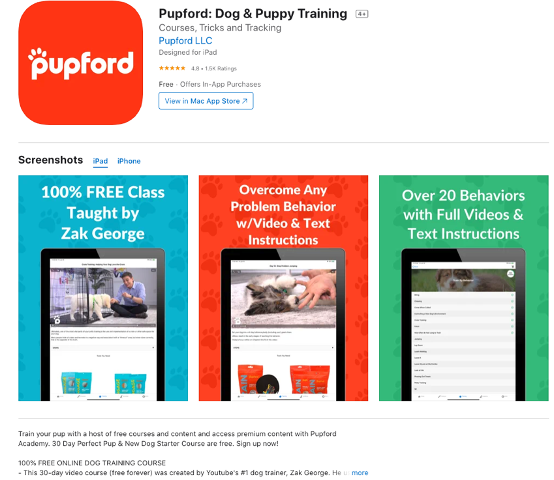 Pupford: Dog & Puppy Training 4+
Courses, Tricks and Tracking
Pupford LLC
Designed for iPad
★★★★★ 4.8 • 1.5K Ratings
Free · Offers In-App Purchases
View in Mac App Store ↗
pupford
Screenshots iPad iPhone
100% FREE Class
Taught by
Zak George
Overcome Any
Problem Behavior
w/Video & Text
Instructions
Over 20 Behaviors
with Full Videos &
Text Instructions
Train your pup with a host of free courses and content and access premium content with Pupford
Academy. 30 Day Perfect Pup & New Dog Starter Course are free. Sign up now!
100% FREE ONLINE DOG TRAINING COURSE
- This 30-day video course (free forever) was created by Youtube's #1 dog trainer, Zak George. He more